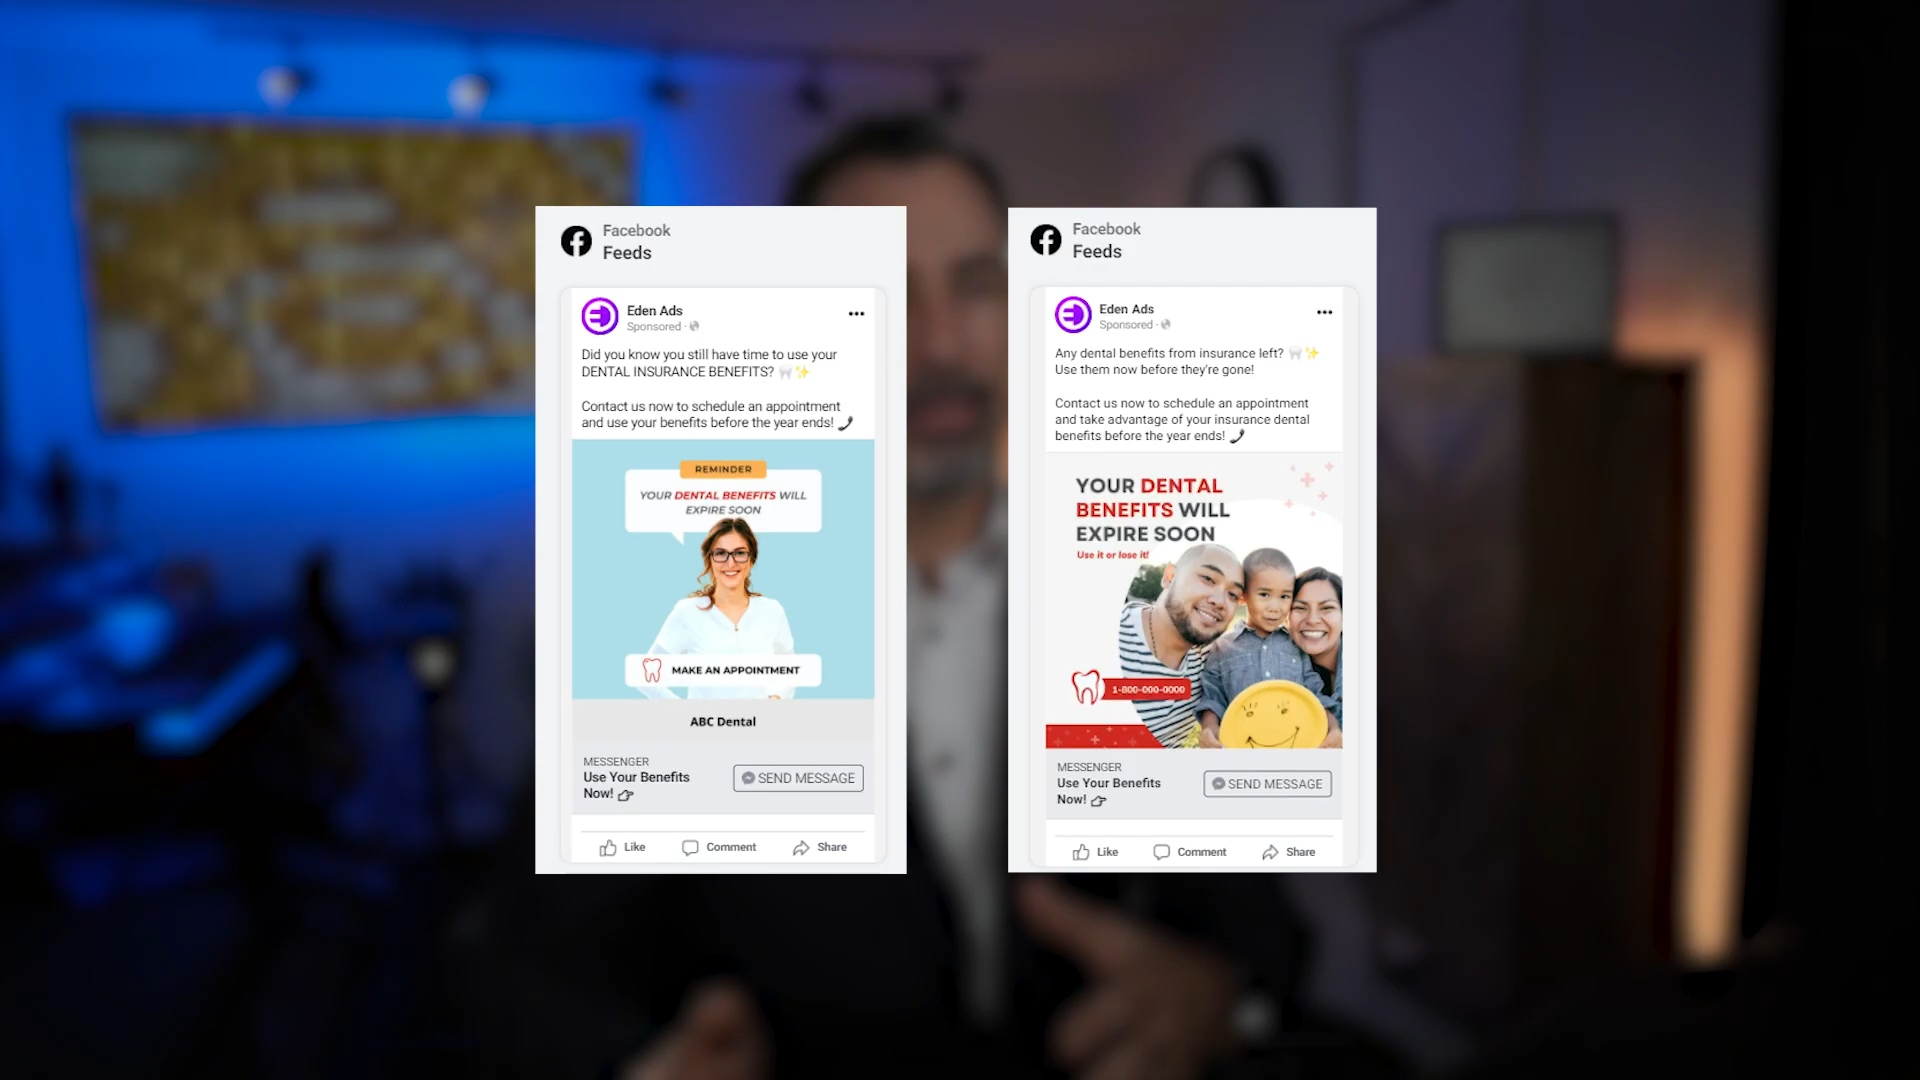 Facebook
Feeds
Eden Ads
Sponsored ·
Did you know you still have time to use your
DENTAL INSURANCE BENEFITS? 🦷✨
Contact us now to schedule an appointment
and use your benefits before the year ends! 📞
REMINDER
YOUR DENTAL BENEFITS WILL
EXPIRE SOON
MAKE AN APPOINTMENT
ABC Dental
MESSENGER
Use Your Benefits
Now! 👉
SEND MESSAGE
Like
Comment
Share
Facebook
Feeds
Eden Ads
Sponsored ·
Any dental benefits from insurance left? 🦷✨
Use them now before they're gone!
Contact us now to schedule an appointment
and take advantage of your insurance dental
benefits before the year ends! 📞
YOUR DENTAL
BENEFITS WILL
EXPIRE SOON
Use it or lose it!
1-800-000-0000
MESSENGER
Use Your Benefits
Now! 👉
SEND MESSAGE
Like
Comment
Share